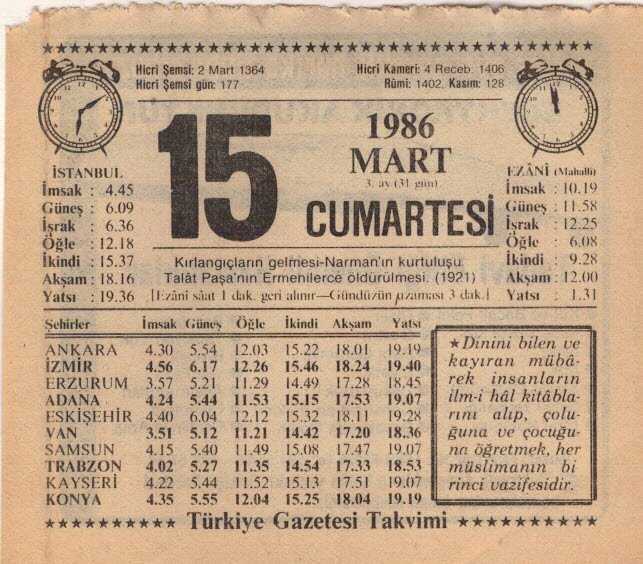 Hicri Şemsi: 2 Mart 1364
Hicri Şemsi gün: 177
Hicri Kameri: 4 Receb: 1406
Rûmi: 1402, Kasım: 128
15
1986
MART
3. ay (31 gün)
CUMARTESİ
İSTANBUL
İmsak : 4.45
Güneş : 6.09
İşrak : 6.36
Öğle : 12.18
İkindi : 15.37
Akşam : 18.16
Yatsı : 19.36
EZÂNİ (Mahalli)
İmsak : 10.19
Güneş : 11.58
İşrak : 12.25
Öğle : 6.08
İkindi : 9.28
Akşam : 12.00
Yatsı : 1.31
Kırlangıçların gelmesi-Narman'ın kurtuluşu
Talât Paşa'nın Ermenilerce öldürülmesi. (1921)
[Ezâni sâat 1 dak. geri alınır—Gündüzün uzaması 3 dak.]
Şehirler İmsak Güneş Öğle İkindi Akşam Yatsı
ANKARA 4.30 5.54 12.03 15.22 18.01 19.19
İZMİR 4.56 6.17 12.26 15.46 18.24 19.40
ERZURUM 3.57 5.21 11.29 14.49 17.28 18.45
ADANA 4.24 5.44 11.53 15.15 17.53 19.07
ESKİŞEHİR 4.40 6.04 12.12 15.32 18.11 19.28
VAN 3.51 5.12 11.21 14.42 17.20 18.36
SAMSUN 4.15 5.40 11.49 15.08 17.47 19.07
TRABZON 4.02 5.27 11.35 14.54 17.33 18.53
KAYSERİ 4.22 5.44 11.52 15.13 17.51 19.07
KONYA 4.35 5.55 12.04 15.25 18.04 19.19
★Dinini bilen ve
kayıran mübâ-
rek insanların
ilm-i hâl kitâbla-
rını alıp, çolu-
ğuna ve çocuğu-
na öğretmek, her
müslimanın bi
rinci vazifesidir.
Türkiye Gazetesi Takvimi